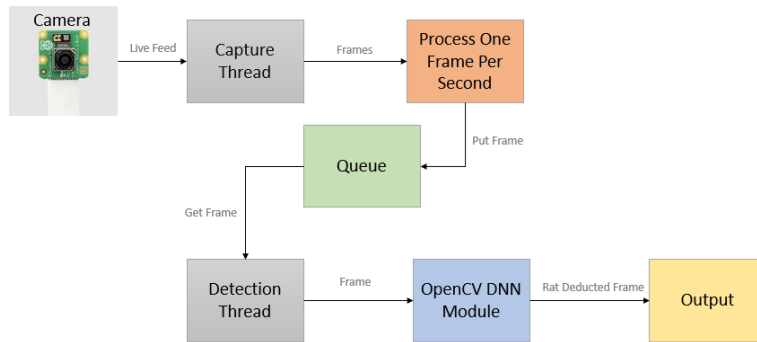 Camera
Live Feed
Capture
Thread
Frames
Process One
Frame Per
Second
Put Frame
Queue
Get Frame
Detection
Thread
Frame
OpenCV DNN
Module
Rat Deducted Frame
Output